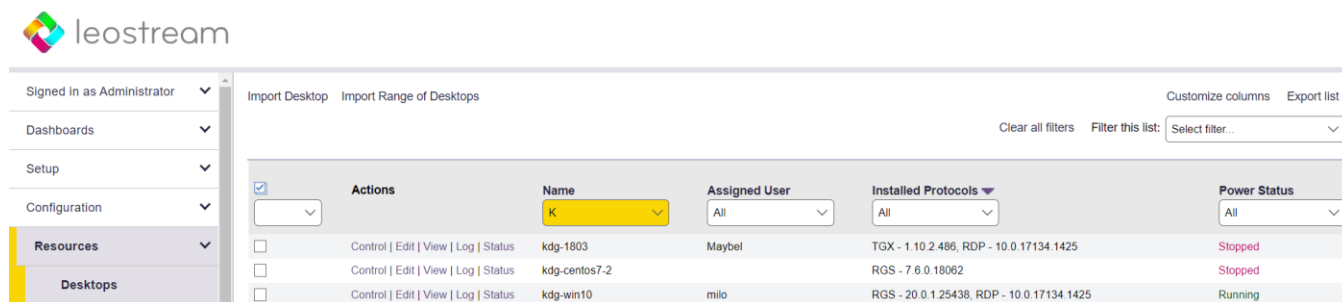 leostream
Signed in as Administrator
Dashboards
Setup
Configuration
Resources
Desktops
Import Desktop Import Range of Desktops
Customize columns Export list
Clear all filters Filter this list: Select filter...
Actions Name Assigned User Installed Protocols Power Status
K All All All
Control | Edit | View | Log | Status kdg-1803 Maybel TGX - 1.10.2.486, RDP - 10.0.17134.1425 Stopped
Control | Edit | View | Log | Status kdg-centos7-2 RGS - 7.6.0.18062 Stopped
Control | Edit | View | Log | Status kdg-win10 milo RGS - 20.0.1.25438, RDP - 10.0.17134.1425 Running